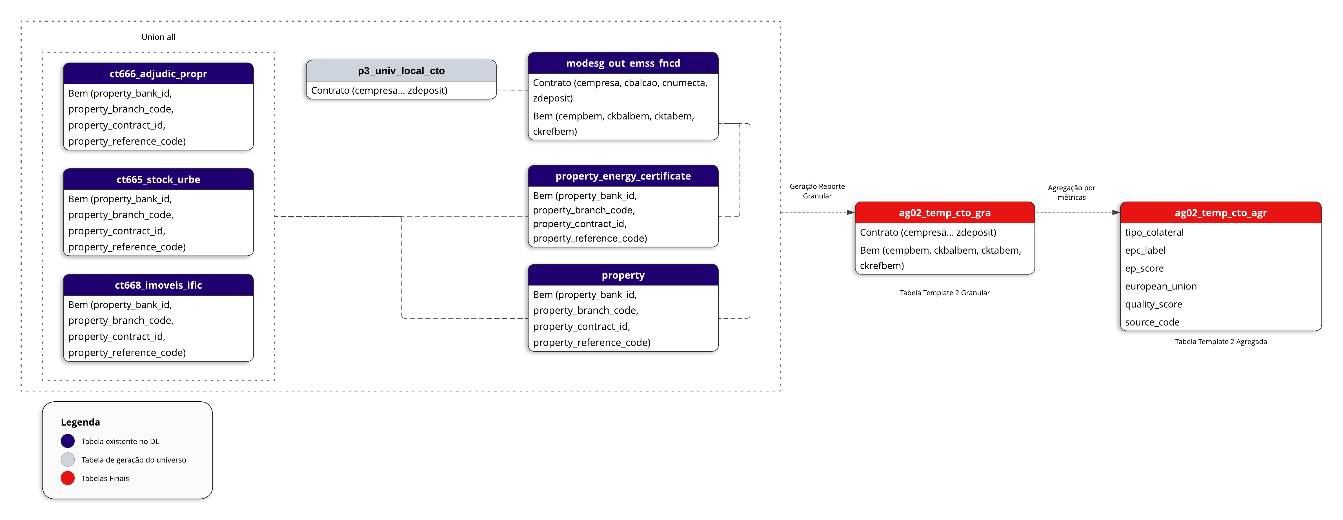 Union all
ct666_adjudic_propr
Bem (property_bank_id,
property_branch_code,
property_contract_id,
property_reference_code)
ct665_stock_urbe
Bem (property_bank_id,
property_branch_code,
property_contract_id,
property_reference_code)
ct668_imoveis_ific
Bem (property_bank_id,
property_branch_code,
property_contract_id,
property_reference_code)
p3_univ_local_cto
Contrato (cempresa... zdeposit)
modesg_out_emss_fncd
Contrato (cempresa, cbalcao, cnumecta,
zdeposit)
Bem (cempbem, ckbalbem, cktabem,
ckrefbem)
property_energy_certificate
Bem (property_bank_id,
property_branch_code,
property_contract_id,
property_reference_code)
property
Bem (property_bank_id,
property_branch_code,
property_contract_id,
property_reference_code)
Geração Reporte
Granular
ag02_temp_cto_gra
Contrato (cempresa... zdeposit)
Bem (cempbem, ckbalbem, cktabem,
ckrefbem)
Tabela Template 2 Granular
Agregação por
métricas
ag02_temp_cto_agr
tipo_colateral
epc_label
ep_score
european_union
quality_score
source_code
Tabela Template 2 Agregada
Legenda
Tabela existente no DL
Tabela de geração do universo
Tabelas Finais